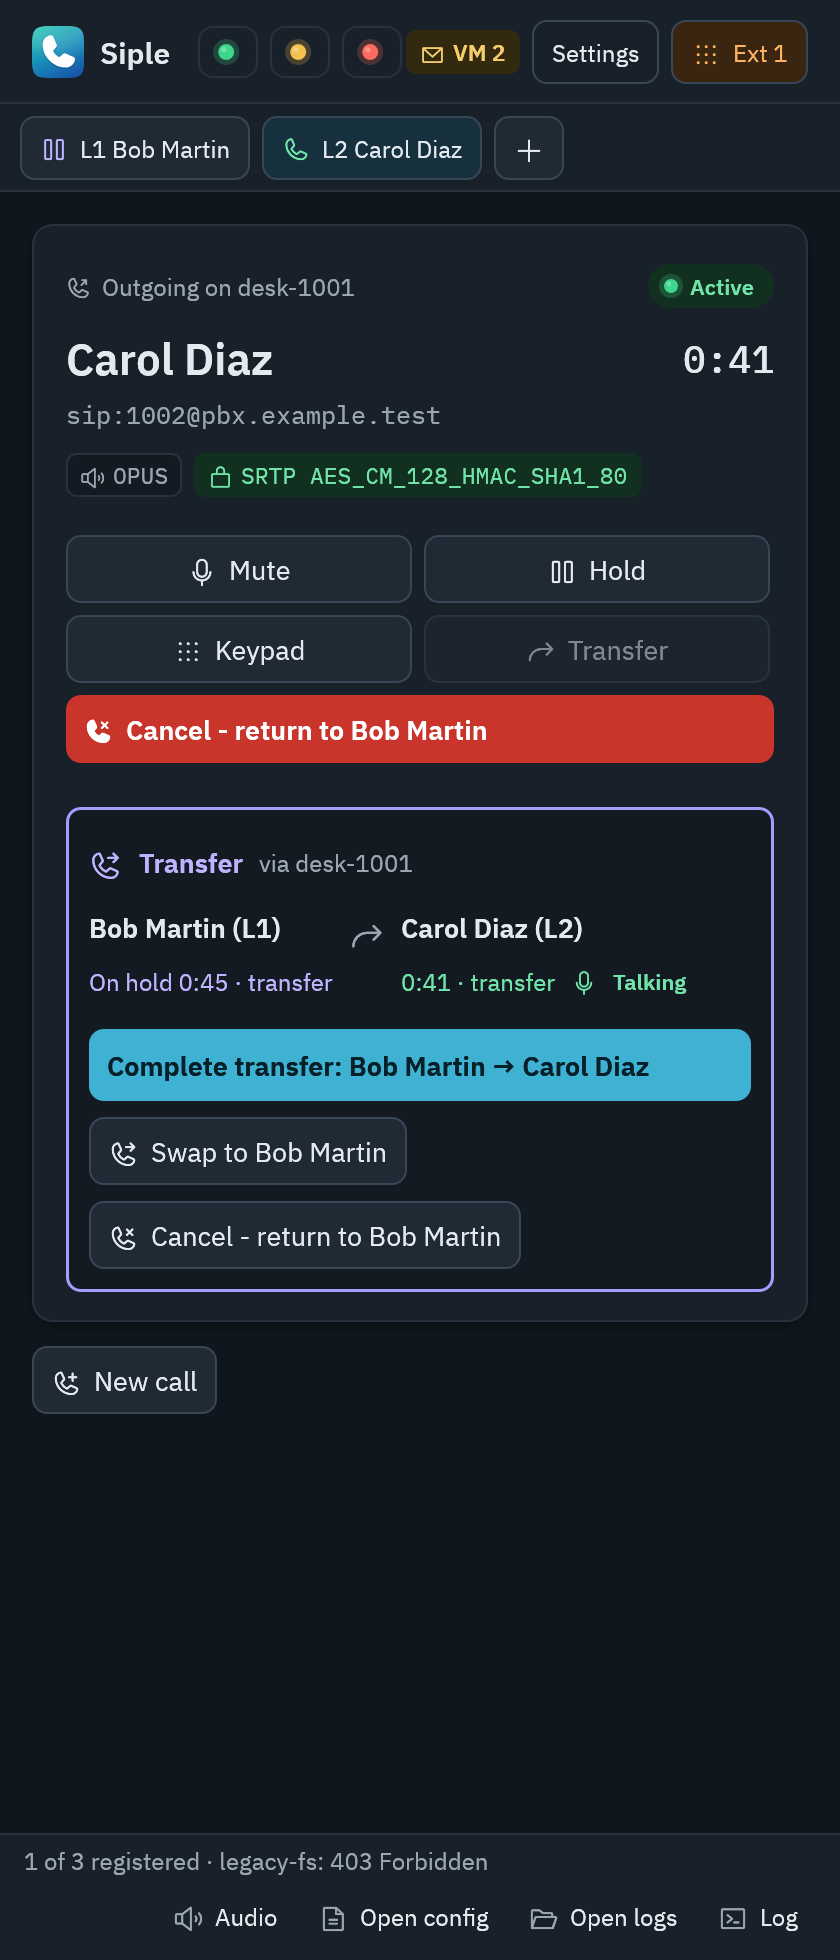 Siple VM 2 Settings Ext 1
L1 Bob Martin L2 Carol Diaz
Outgoing on desk-1001 Active
Carol Diaz 0:41
sip:1002@pbx.example.test
OPUS SRTP AES_CM_128_HMAC_SHA1_80
Mute Hold
Keypad Transfer
Cancel - return to Bob Martin
Transfer via desk-1001
Bob Martin (L1) Carol Diaz (L2)
On hold 0:45 · transfer 0:41 · transfer Talking
Complete transfer: Bob Martin → Carol Diaz
Swap to Bob Martin
Cancel - return to Bob Martin
New call
1 of 3 registered · legacy-fs: 403 Forbidden
Audio Open config Open logs Log